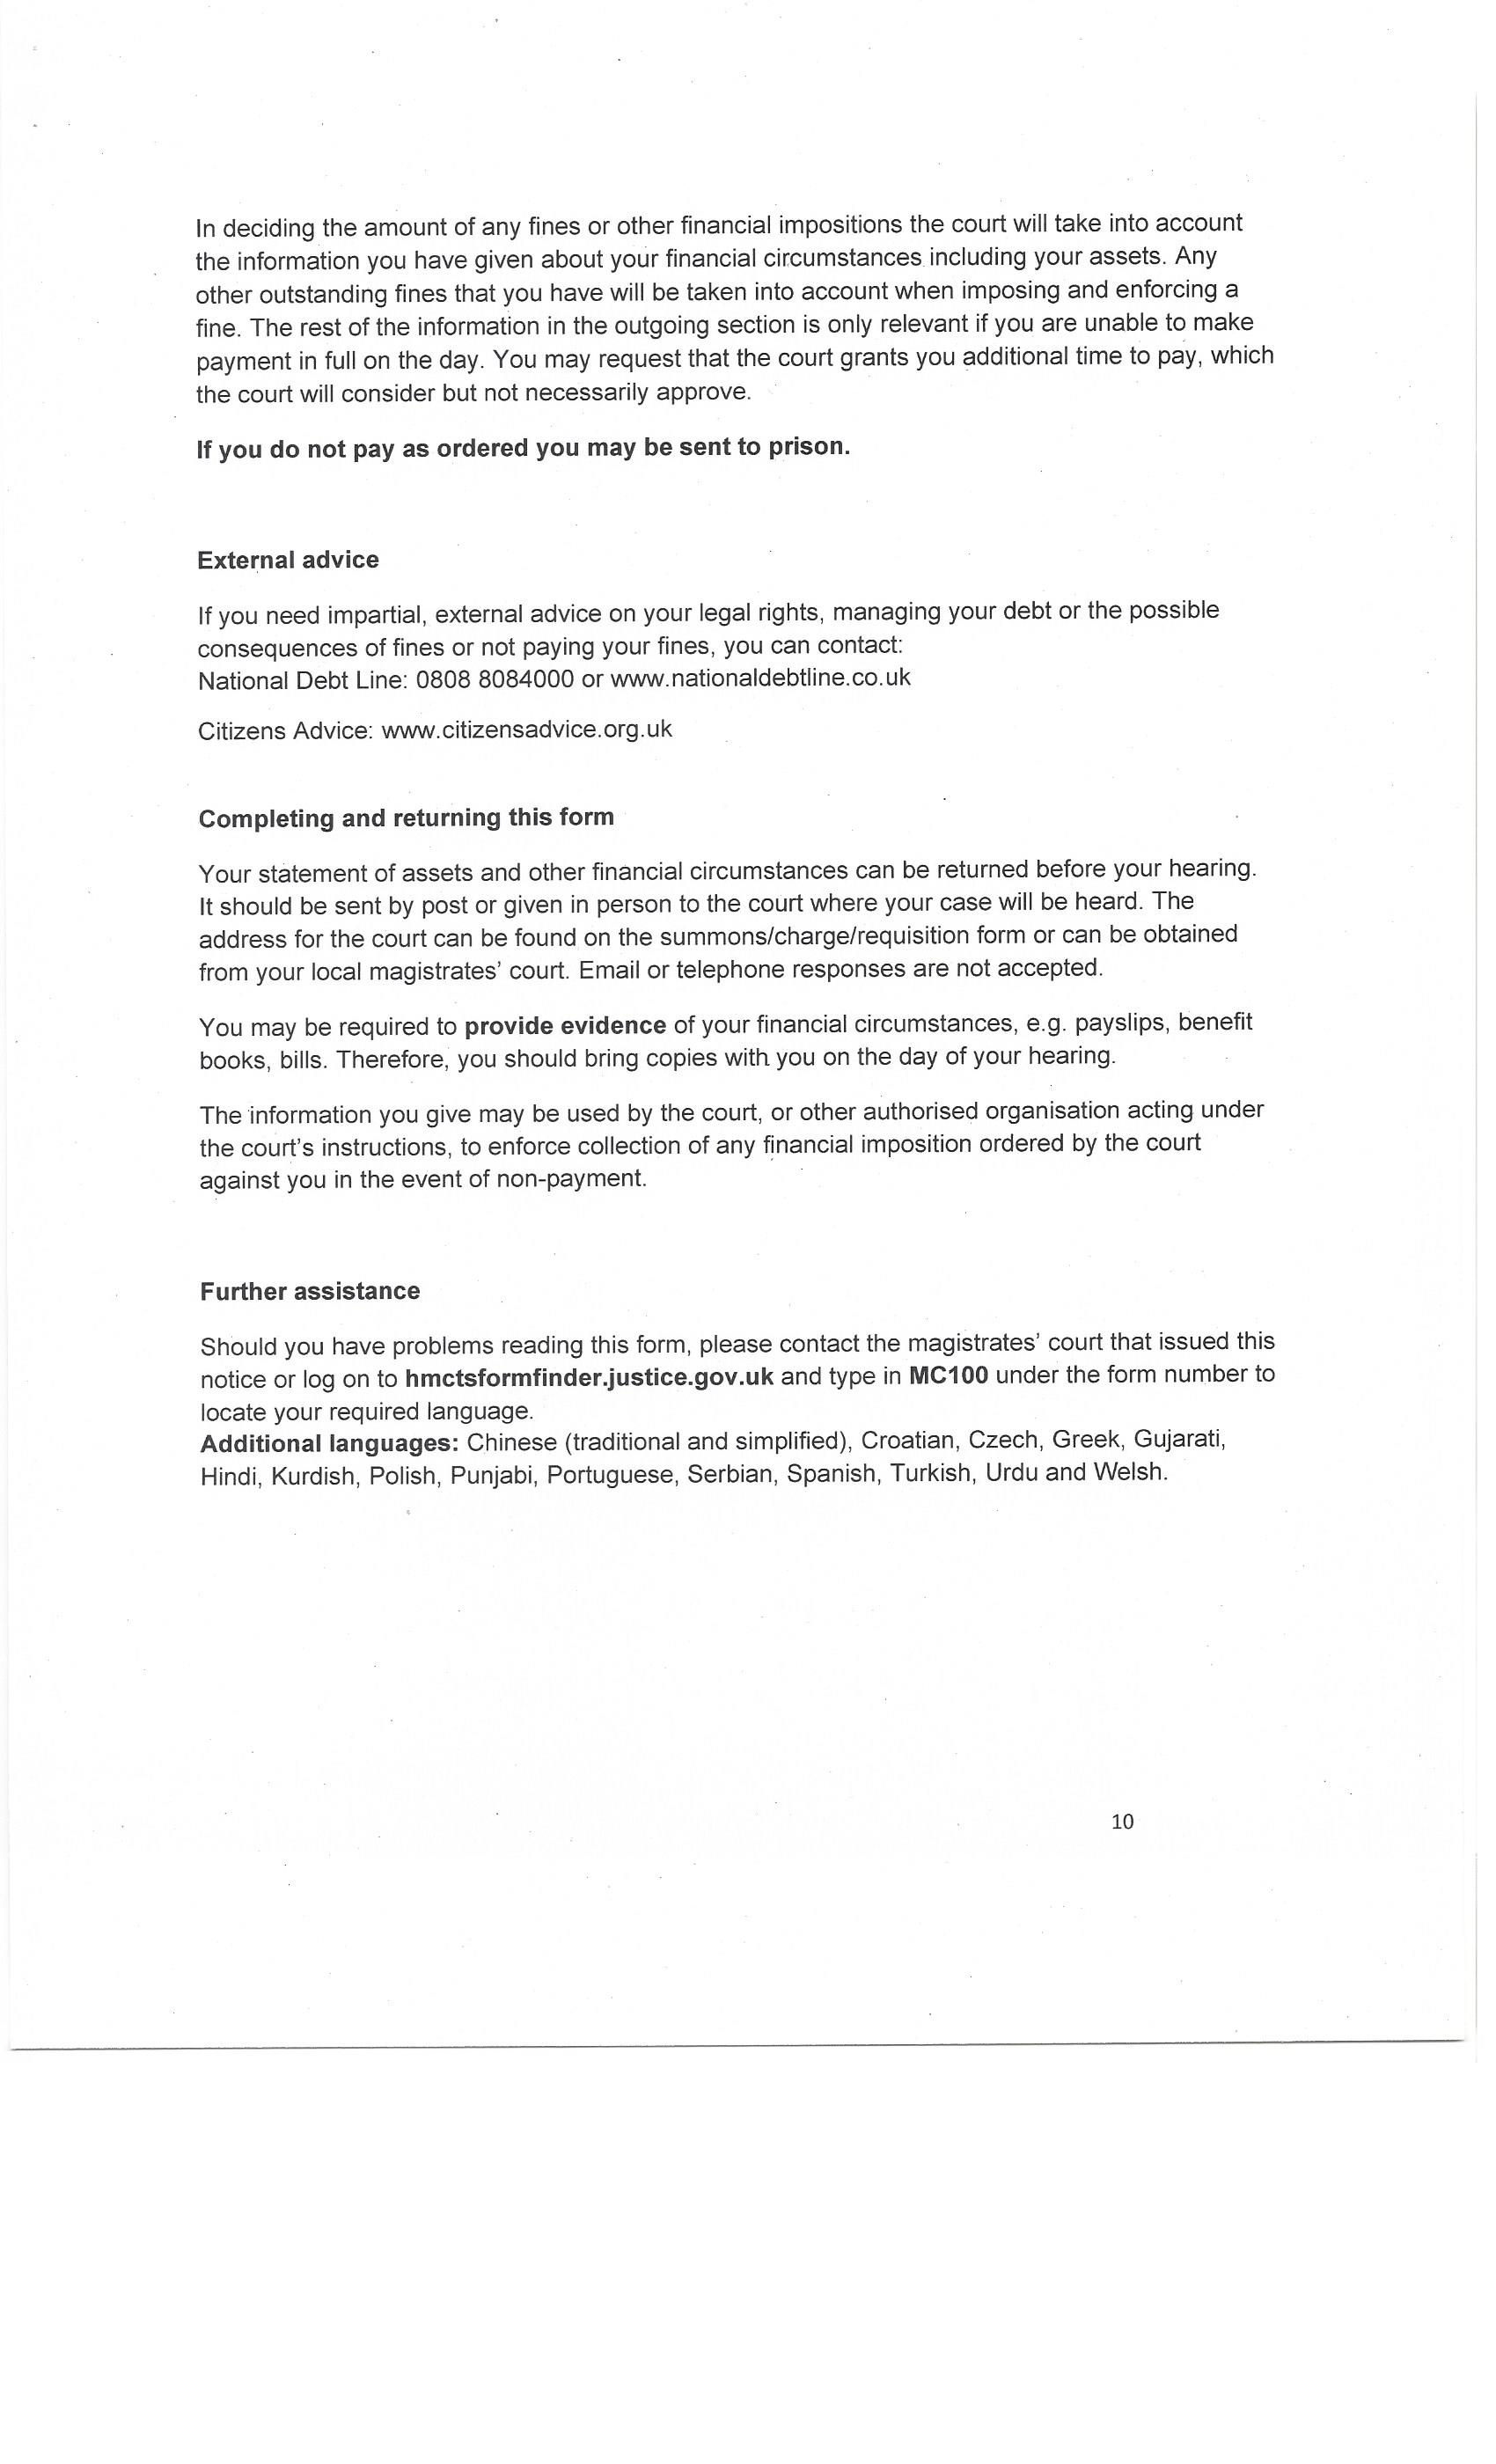 In deciding the amount of any fines or other financial impositions the court will take into account
the information you have given about your financial circumstances including your assets. Any
other outstanding fines that you have will be taken into account when imposing and enforcing a
fine. The rest of the information in the outgoing section is only relevant if you are unable to make
payment in full on the day. You may request that the court grants you additional time to pay, which
the court will consider but not necessarily approve.
If you do not pay as ordered you may be sent to prison.
External advice
If you need impartial, external advice on your legal rights, managing your debt or the possible
consequences of fines or not paying your fines, you can contact:
National Debt Line: 0808 8084000 or www.nationaldebtline.co.uk
Citizens Advice: www.citizensadvice.org.uk
Completing and returning this form
Your statement of assets and other financial circumstances can be returned before your hearing.
It should be sent by post or given in person to the court where your case will be heard. The
address for the court can be found on the summons/charge/requisition form or can be obtained
from your local magistrates' court. Email or telephone responses are not accepted.
You may be required to provide evidence of your financial circumstances, e.g. payslips, benefit
books, bills. Therefore, you should bring copies with you on the day of your hearing.
The information you give may be used by the court, or other authorised organisation acting under
the court's instructions, to enforce collection of any financial imposition ordered by the court
against you in the event of non-payment.
Further assistance
Should you have problems reading this form, please contact the magistrates' court that issued this
notice or log on to hmctsformfinder.justice.gov.uk and type in MC100 under the form number to
locate your required language.
Additional languages: Chinese (traditional and simplified), Croatian, Czech, Greek, Gujarati,
Hindi, Kurdish, Polish, Punjabi, Portuguese, Serbian, Spanish, Turkish, Urdu and Welsh.
10